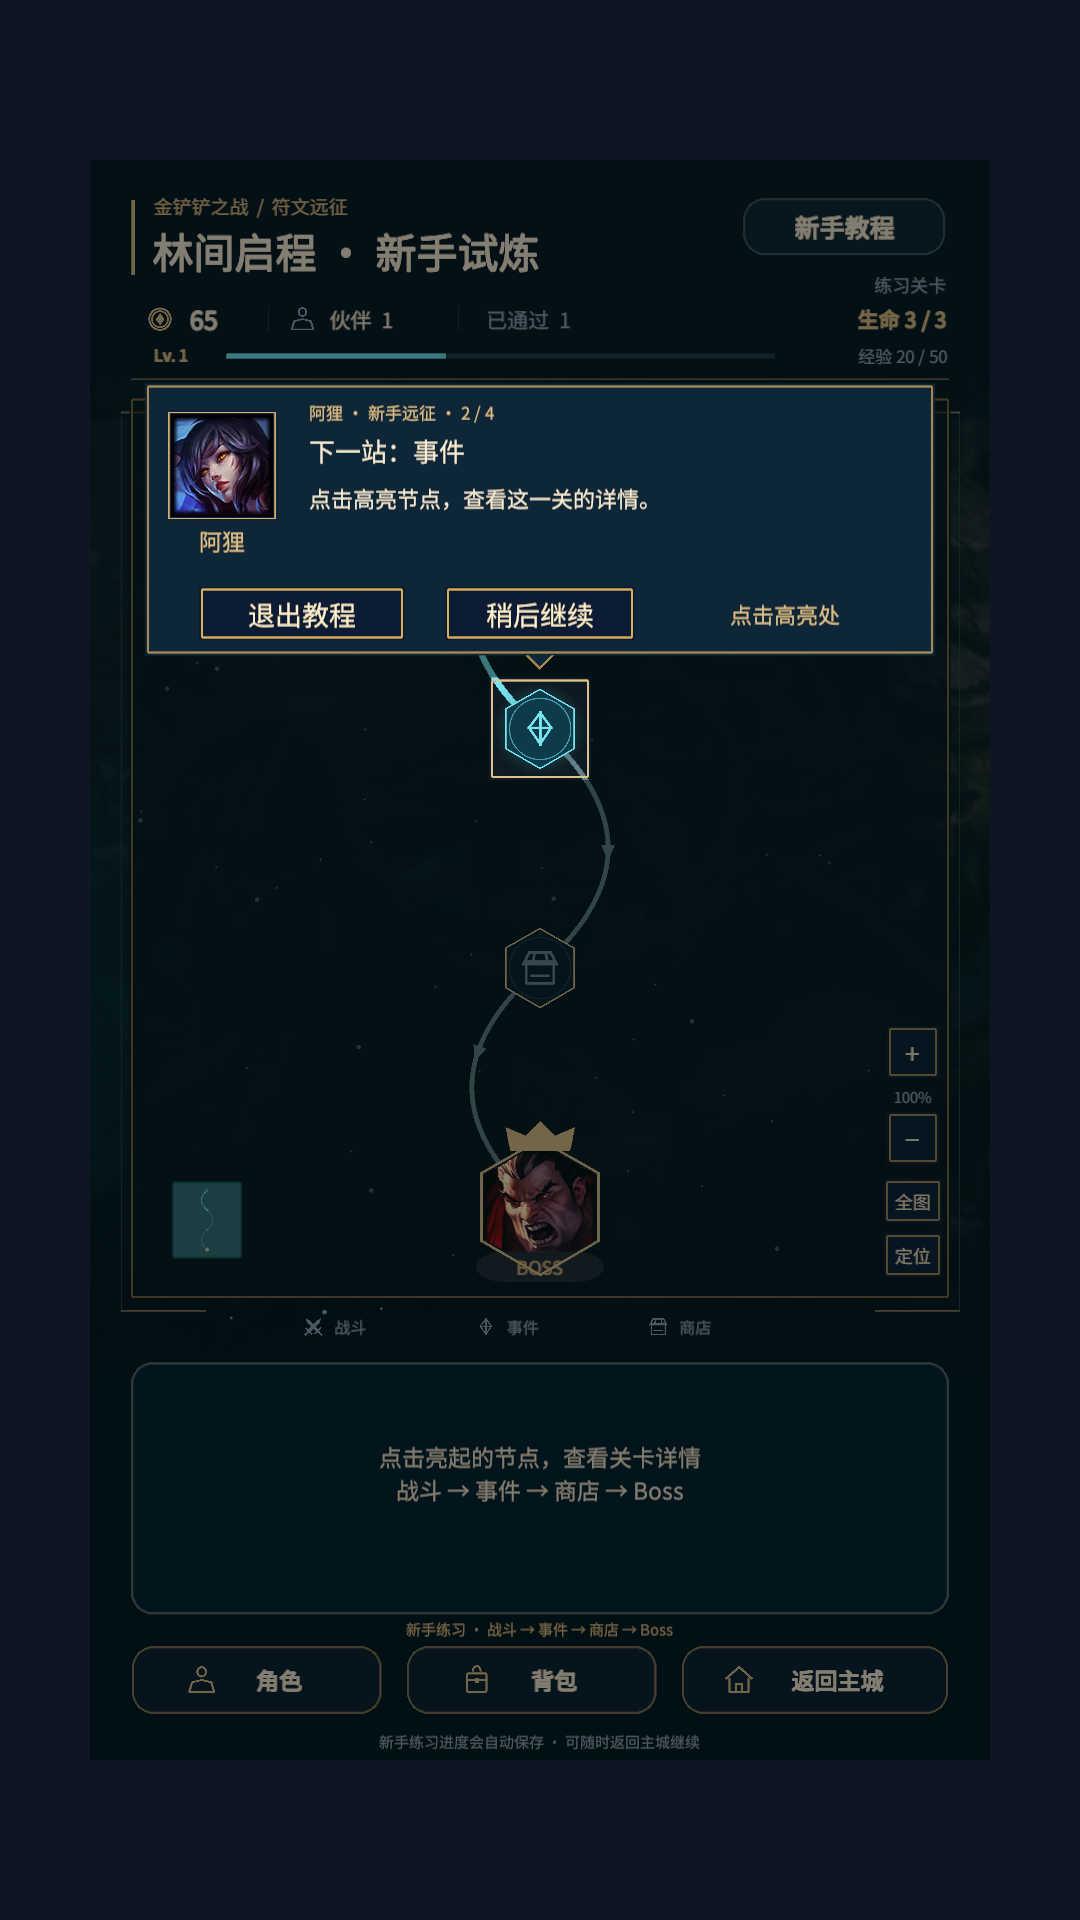 金铲铲之战 / 符文远征
林间启程 · 新手试炼
新手教程
练习关卡
65
伙伴 1
已通过 1
生命 3 / 3
Lv. 1
经验 20 / 50
阿狸 · 新手远征 · 2 / 4
下一站：事件
点击高亮节点，查看这一关的详情。
阿狸
退出教程
稍后继续
点击高亮处
+
100%
−
全图
定位
BOSS
战斗
事件
商店
点击亮起的节点，查看关卡详情
战斗 → 事件 → 商店 → Boss
新手练习 · 战斗 → 事件 → 商店 → Boss
角色
背包
返回主城
新手练习进度会自动保存 · 可随时返回主城继续